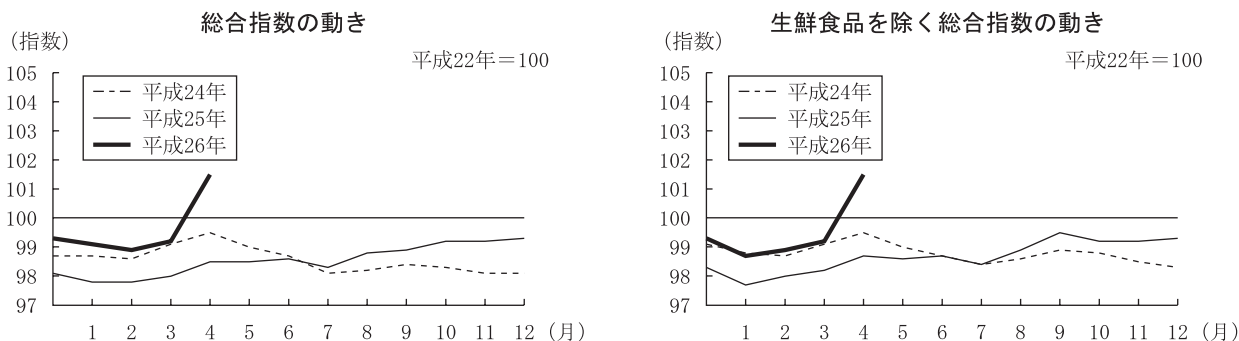 総合指数の動き
(指数)
平成22年＝100
105
104
103
102
101
100
99
98
97
平成24年
平成25年
平成26年
1 2 3 4 5 6 7 8 9 10 11 12 (月)
生鮮食品を除く総合指数の動き
(指数)
平成22年＝100
105
104
103
102
101
100
99
98
97
平成24年
平成25年
平成26年
1 2 3 4 5 6 7 8 9 10 11 12 (月)